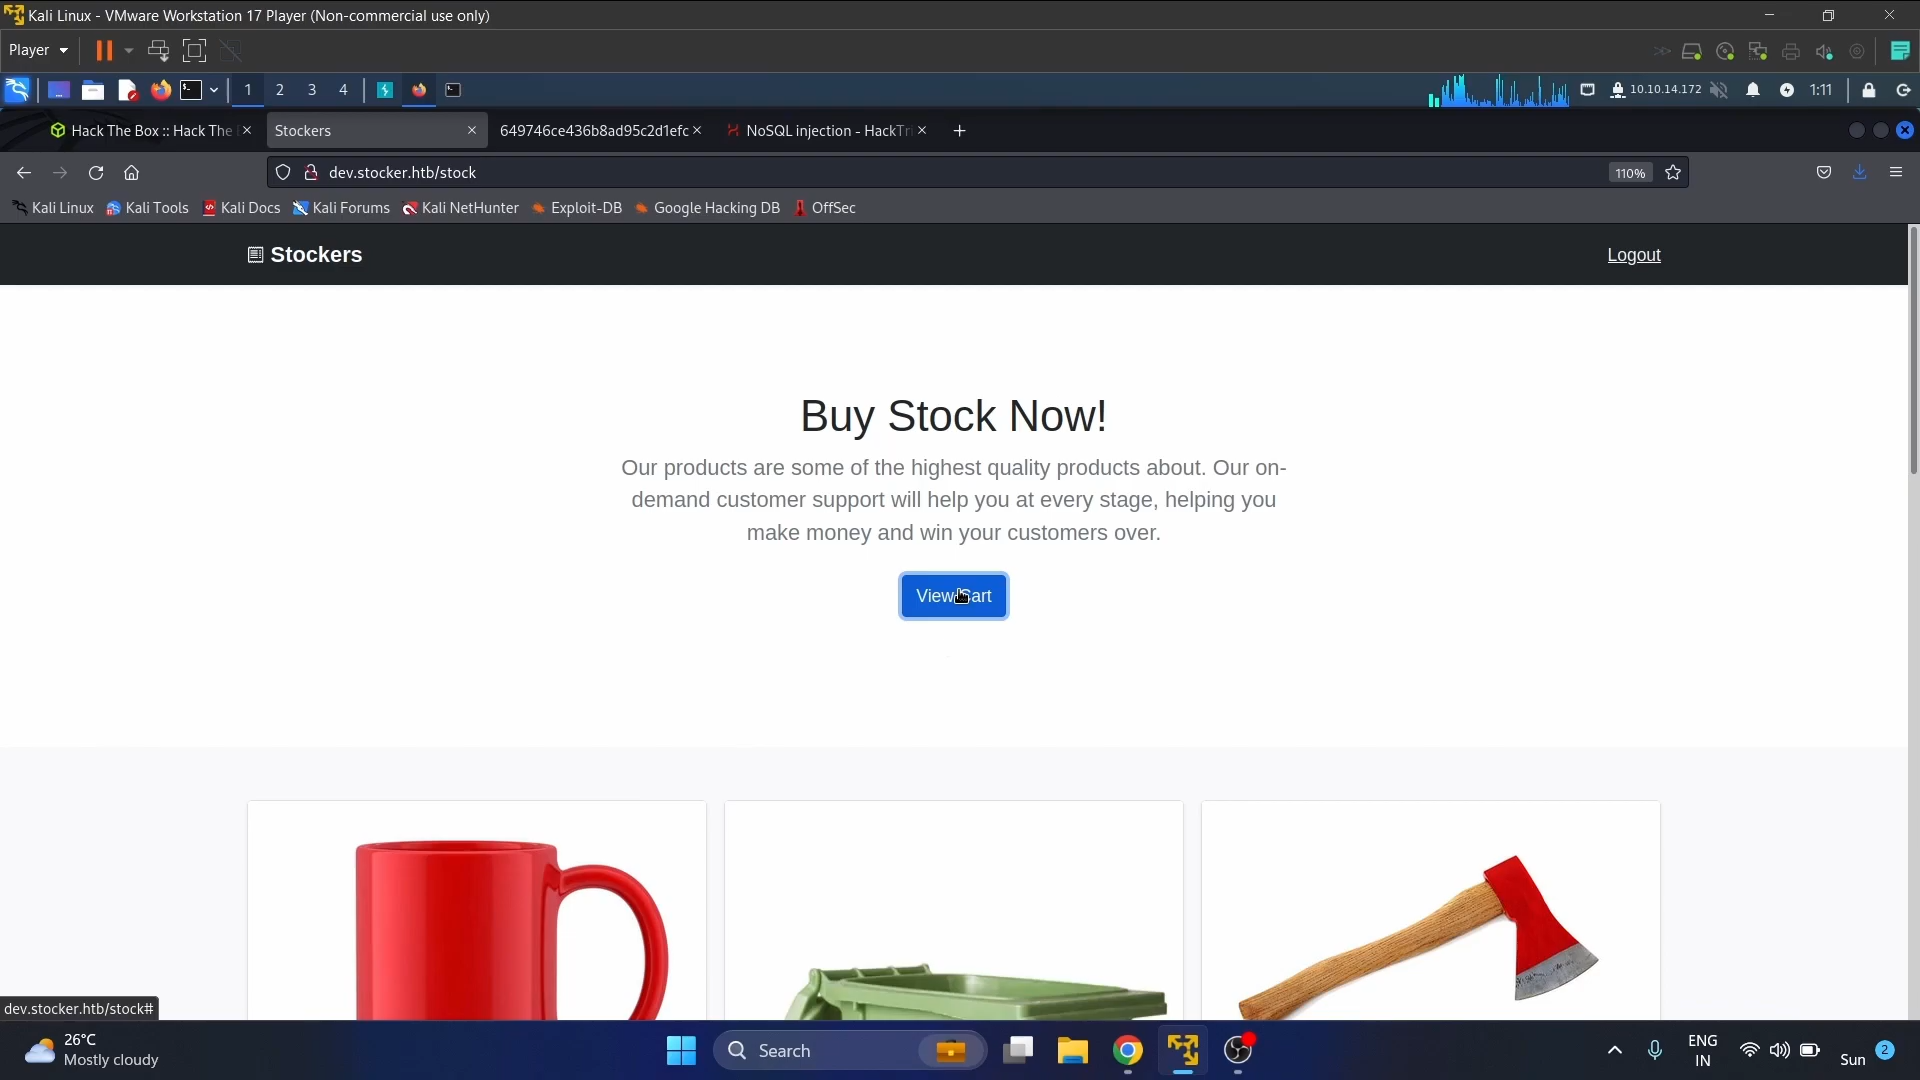 Kali Linux - VMware Workstation 17 Player (Non-commercial use only)
Player
1 2 3 4
10.10.14.172
1:11
Hack The Box :: Hack The
Stockers
649746ce436b8ad95c2d1efc
NoSQL injection - HackTri
dev.stocker.htb/stock
110%
Kali Linux
Kali Tools
Kali Docs
Kali Forums
Kali NetHunter
Exploit-DB
Google Hacking DB
OffSec
Stockers
Logout
Buy Stock Now!
Our products are some of the highest quality products about. Our on-
demand customer support will help you at every stage, helping you
make money and win your customers over.
View Cart
dev.stocker.htb/stock#
26°C
Mostly cloudy
Search
ENG
IN
Sun
2